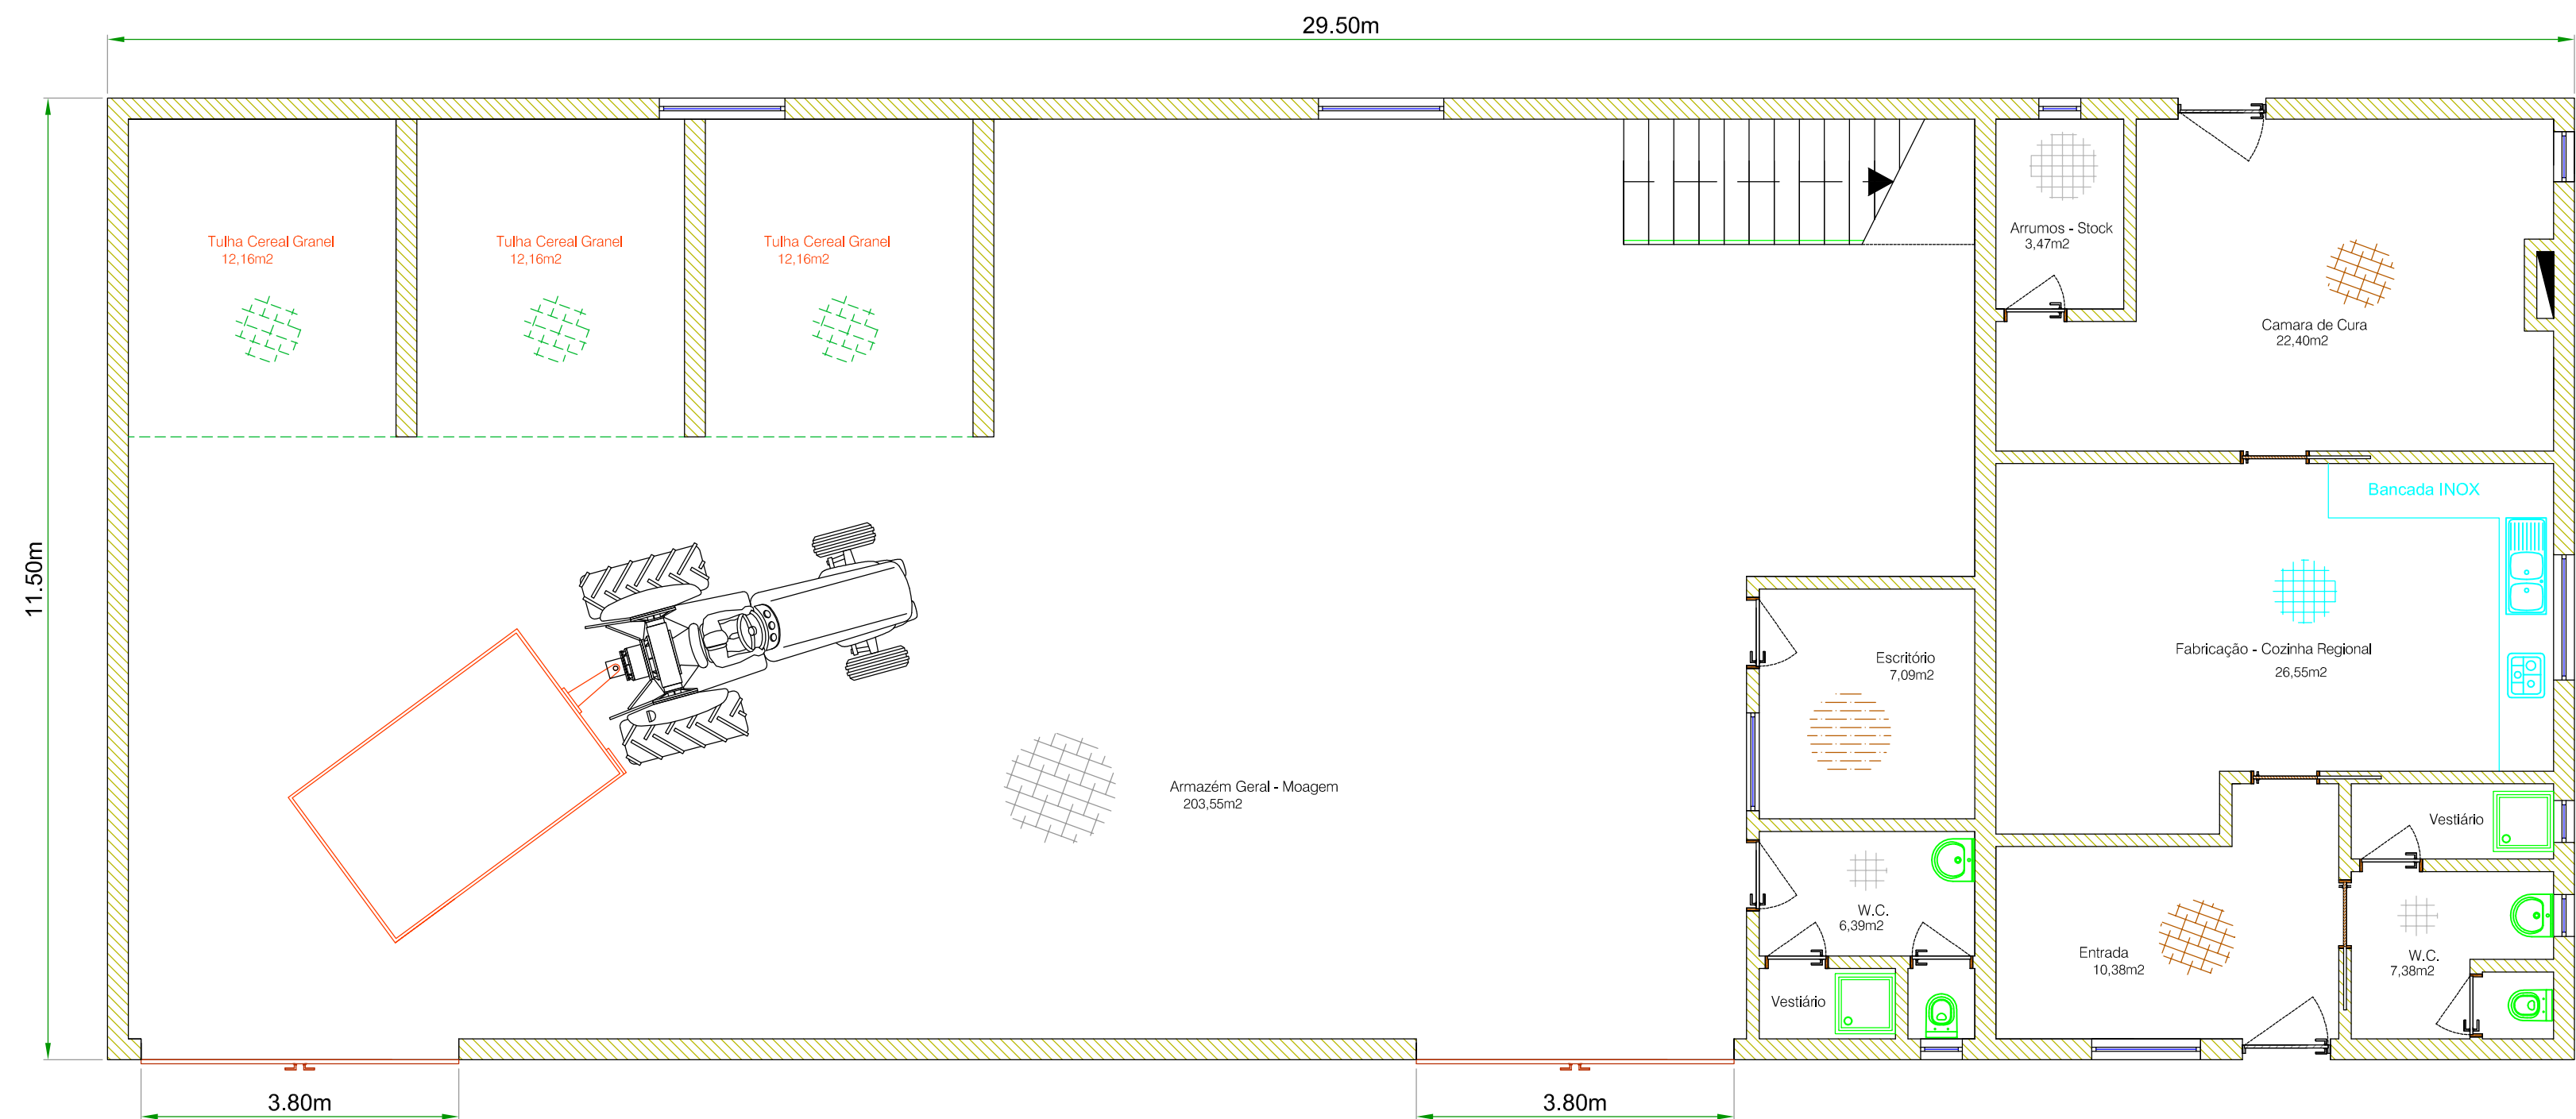 29.50m
11.50m
Tulha Cereal Granel
12,16m2
Tulha Cereal Granel
12,16m2
Tulha Cereal Granel
12,16m2
Arrumos - Stock
3,47m2
Camara de Cura
22,40m2
Bancada INOX
Fabricação - Cozinha Regional
26,55m2
Escritório
7,09m2
Armazém Geral - Moagem
203,55m2
Vestiário
W.C.
6,39m2
Entrada
10,38m2
W.C.
7,38m2
Vestiário
3.80m
3.80m